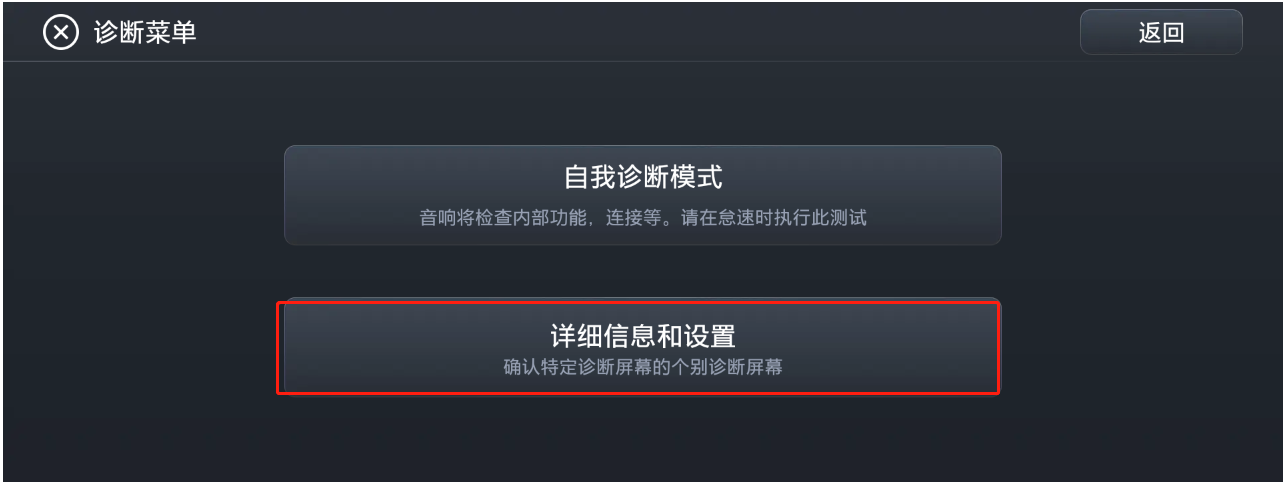 诊断菜单
返回
自我诊断模式
音响将检查内部功能，连接等。请在怠速时执行此测试
详细信息和设置
确认特定诊断屏幕的个别诊断屏幕